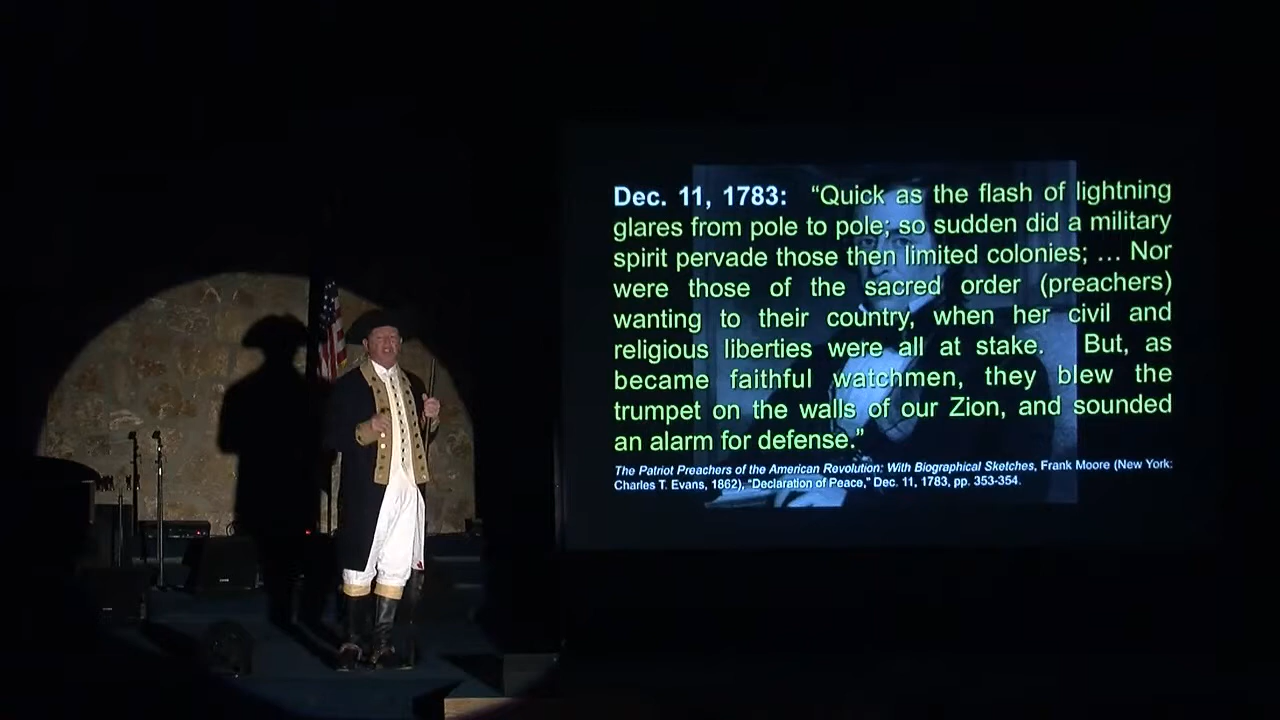 Dec. 11, 1783: “Quick as the flash of lightning
glares from pole to pole; so sudden did a military
spirit pervade those then limited colonies; … Nor
were those of the sacred order (preachers)
wanting to their country, when her civil and
religious liberties were all at stake. But, as
became faithful watchmen, they blew the
trumpet on the walls of our Zion, and sounded
an alarm for defense.”
The Patriot Preachers of the American Revolution: With Biographical Sketches, Frank Moore (New York:
Charles T. Evans, 1862), “Declaration of Peace,” Dec. 11, 1783, pp. 353-354.